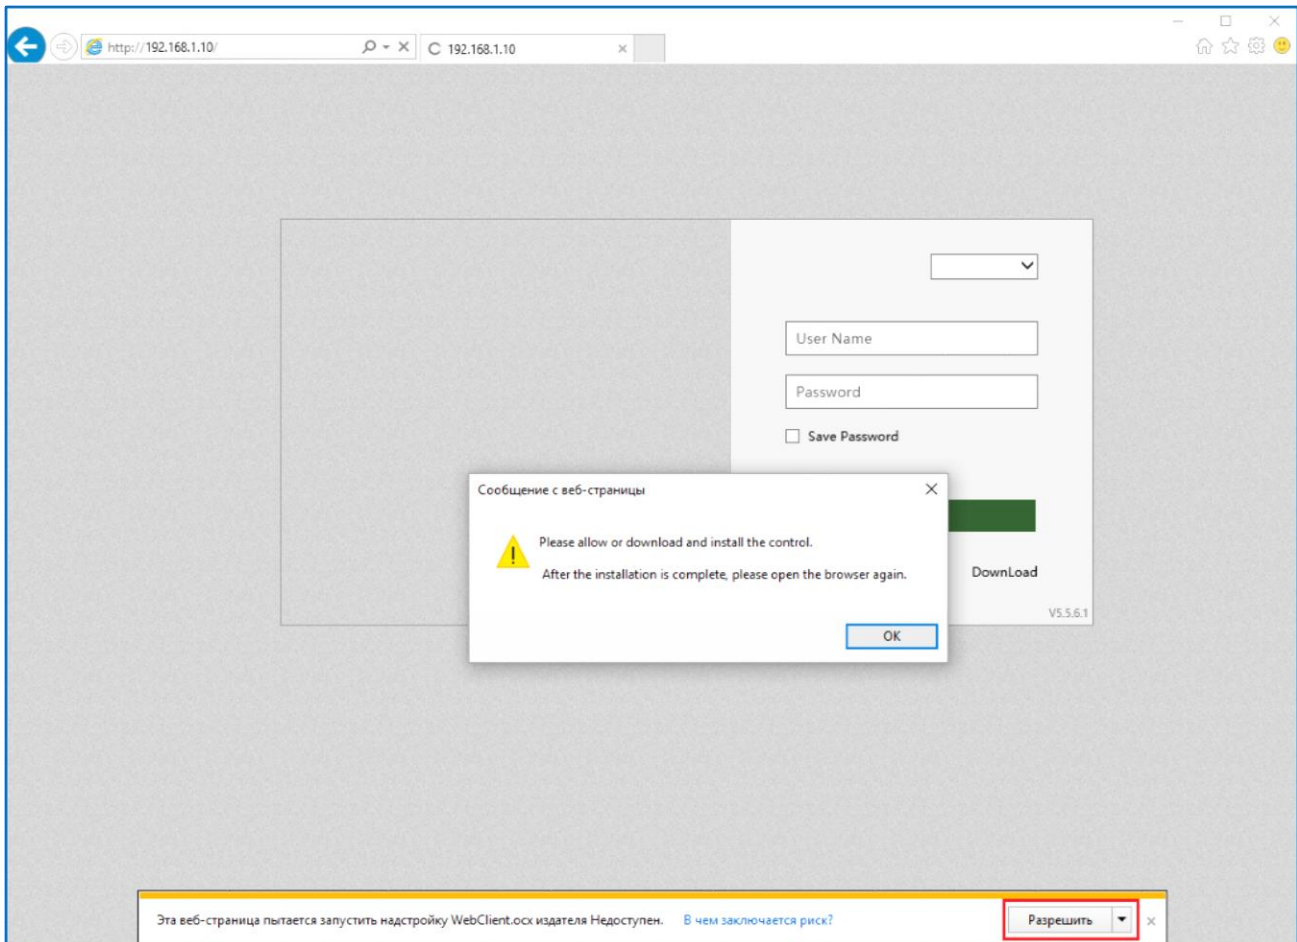 http://192.168.1.10/
192.168.1.10
User Name
Password
Save Password
Сообщение с веб-страницы
Please allow or download and install the control.
After the installation is complete, please open the browser again.
OK
DownLoad
V5.5.6.1
Эта веб-страница пытается запустить надстройку WebClient.ocx издателя Недоступен. В чем заключается риск? Разрешить